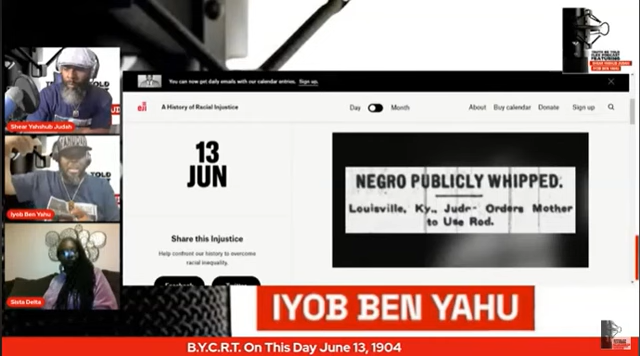 You can now get daily emails with our calendar entries. Sign up.
eji
A History of Racial Injustice
Day
Month
About
Buy calendar
Donate
Sign up
13
JUN
NEGRO PUBLICLY WHIPPED.
Louisville, Ky., Judge Orders Mother
to Use Rod.
Share this Injustice
Help confront our history to overcome
racial inequality.
Shear Yahshub Judah
Iyob Ben Yahu
Sista Delta
IYOB BEN YAHU
B.Y.C.R.T. On This Day June 13, 1904